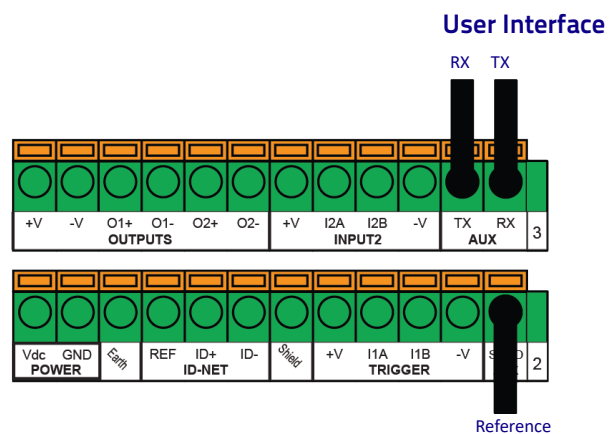 User Interface
RX TX
+V -V O1+ O1- O2+ O2- +V I2A I2B -V TX RX
OUTPUTS INPUT2 AUX 3
Vdc GND Earth REF ID+ ID- Shield +V I1A I1B -V
POWER ID-NET TRIGGER 2
Reference